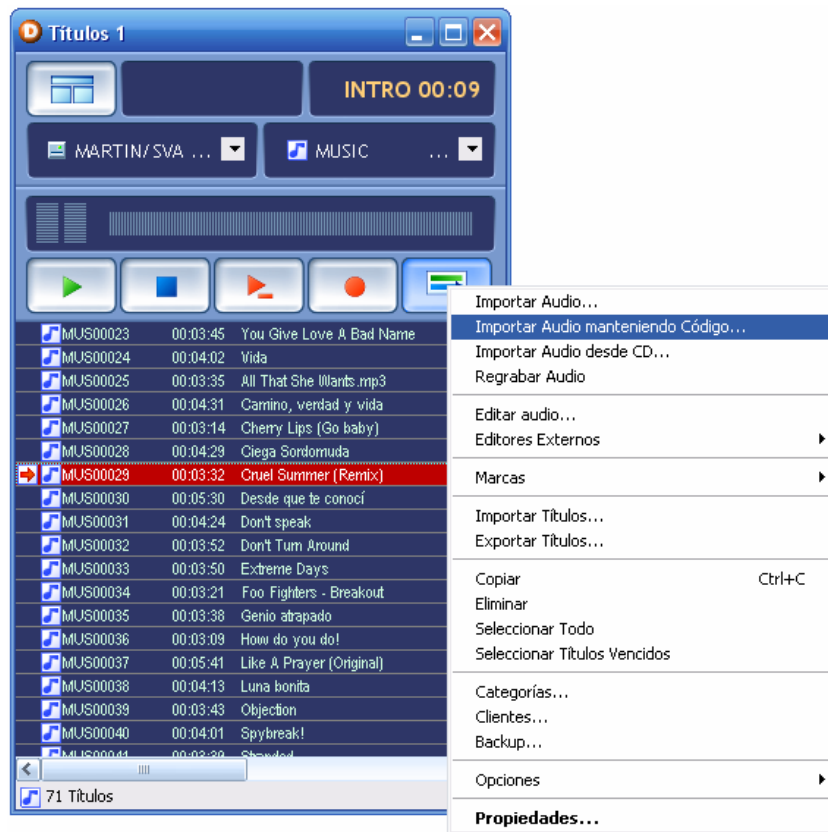 Títulos 1
INTRO 00:09
MARTIN/SVA ...
MUSIC ...
MUS00023 00:03:45 You Give Love A Bad Name
MUS00024 00:04:02 Vida
MUS00025 00:03:35 All That She Wants.mp3
MUS00026 00:04:31 Camino, verdad y vida
MUS00027 00:03:14 Cherry Lips (Go baby)
MUS00028 00:04:29 Ciega Sordomuda
MUS00029 00:03:32 Cruel Summer (Remix)
MUS00030 00:05:30 Desde que te conocí
MUS00031 00:04:24 Don't speak
MUS00032 00:03:52 Don't Turn Around
MUS00033 00:03:50 Extreme Days
MUS00034 00:03:21 Foo Fighters - Breakout
MUS00035 00:03:38 Genio atrapado
MUS00036 00:03:09 How do you do!
MUS00037 00:05:41 Like A Prayer (Original)
MUS00038 00:04:13 Luna bonita
MUS00039 00:03:43 Objection
MUS00040 00:04:01 Spybreak!
71 Títulos
Importar Audio...
Importar Audio manteniendo Código...
Importar Audio desde CD...
Regrabar Audio
Editar audio...
Editores Externos
Marcas
Importar Títulos...
Exportar Títulos...
Copiar Ctrl+C
Eliminar
Seleccionar Todo
Seleccionar Títulos Vencidos
Categorías...
Clientes...
Backup...
Opciones
Propiedades...